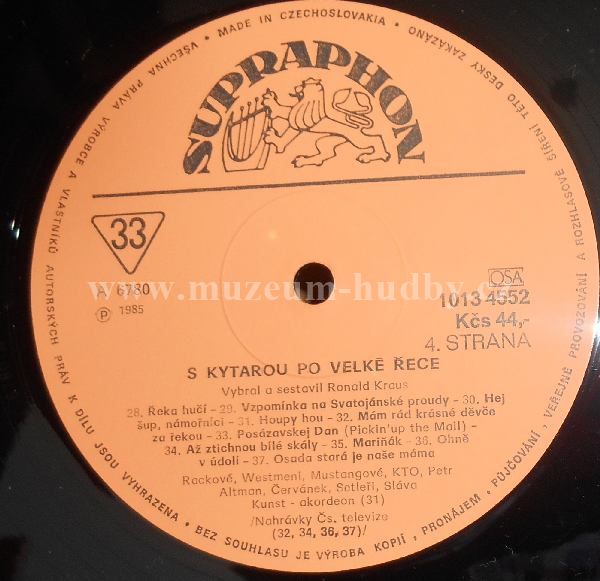 VŠECHNA PRÁVA VÝROBCE A VLASTNÍKŮ AUTORSKÝCH PRÁV K DÍLU JSOU VYHRAZENA • BEZ SOUHLASU JE VÝROBA KOPIÍ, PRONÁJEM, PŮJČOVÁNÍ, VEŘEJNÉ PROVOZOVÁNÍ A ROZHLASOVÉ ŠÍŘENÍ TÉTO DESKY ZAKÁZÁNO • MADE IN CZECHOSLOVAKIA •
SUPRAPHON
33
OSA
A 6780
1013 4552
Ⓟ 1985
Kčs 44,-
4. STRANA
www.muzeum-hudby.cz
S KYTAROU PO VELKÉ ŘECE
Vybral a sestavil Ronald Kraus
28. Řeka hučí - 29. Vzpomínka na Svatojánské proudy - 30. Hej
šup, námořníci - 31. Houpy hou - 32. Mám rád krásné děvče
za řekou - 33. Posázavskej Dan (Pickin'up the Mail) -
34. Až ztichnou bílé skály - 35. Mariňák - 36. Ohně
v údolí - 37. Osada stará je naše máma
Rackové, Westmeni, Mustangové, KTO, Petr
Altman, Červánek, Setleři, Sláva
Kunst - akordeon (31)
/Nahrávky Čs. televize
(32, 34, 36, 37)/